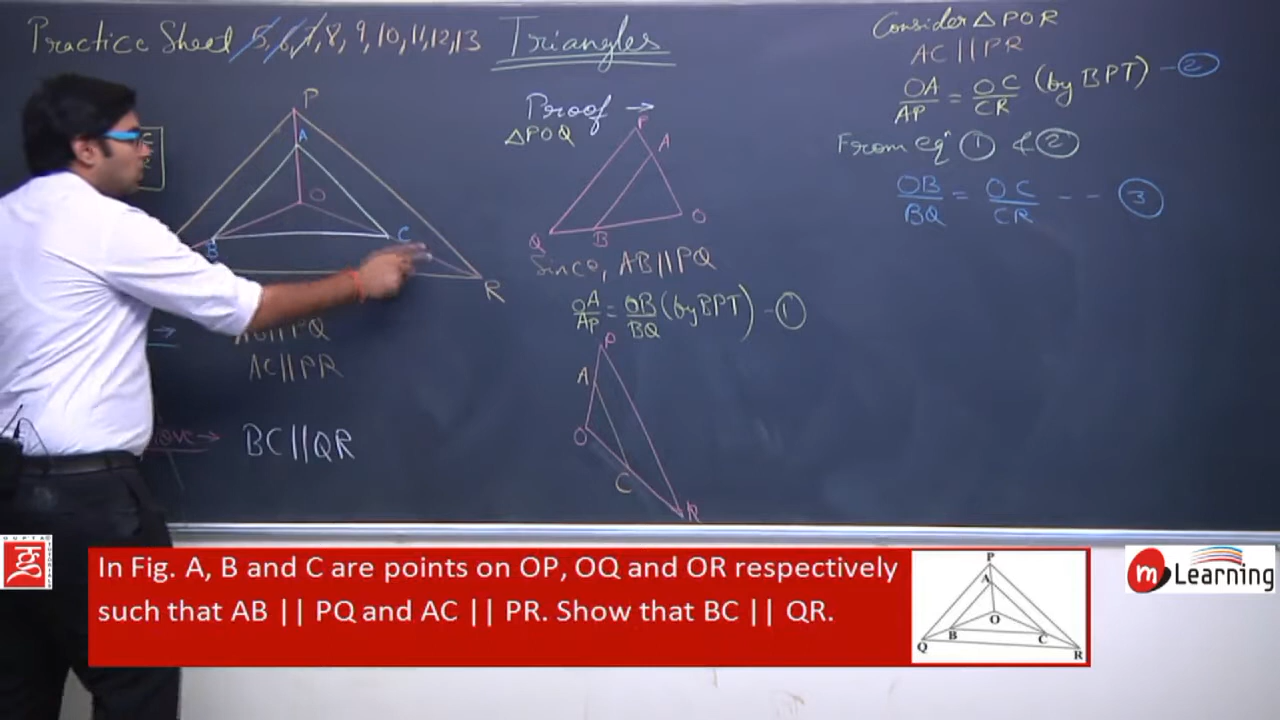 Practice Sheet 5, 6, 7, 8, 9, 10, 11, 12, 13 Triangles
P
A
O
B
C
R
AB||PQ
AC||PR
BC||QR
Proof →
△POQ
P
A
O
Q
B
Since, AB||PQ
OA/AP = OB/BQ (by BPT) - ①
P
A
O
C
R
Consider △POR
AC||PR
OA/AP = OC/CR (by BPT) - ②
From eqn ① & ②
OB/BQ = OC/CR -- ③
In Fig. A, B and C are points on OP, OQ and OR respectively
such that AB || PQ and AC || PR. Show that BC || QR.
P
A
O
B
C
Q
R
GUPTA
TUTORIALS
m Learning